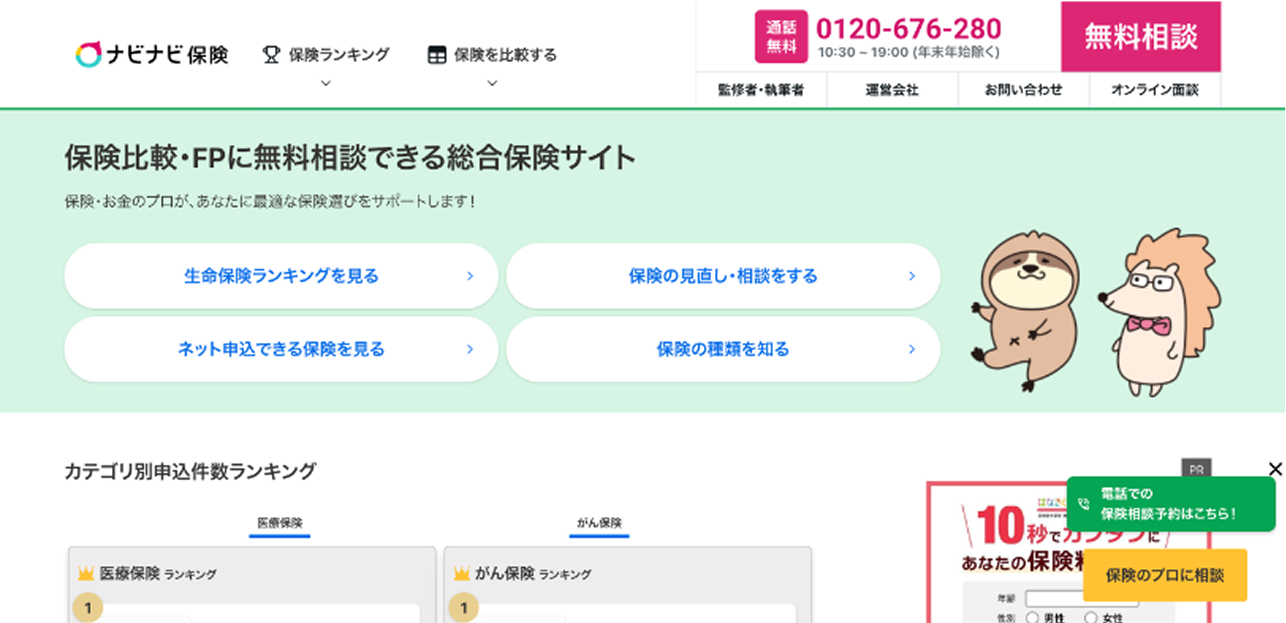 ナビナビ保険
保険ランキング
保険を比較する
通話
無料
0120-676-280
10:30 ~ 19:00 (年末年始除く)
無料相談
監修者・執筆者
運営会社
お問い合わせ
オンライン面談
保険比較・FPに無料相談できる総合保険サイト
保険・お金のプロが、あなたに最適な保険選びをサポートします!
生命保険ランキングを見る
保険の見直し・相談をする
ネット申込できる保険を見る
保険の種類を知る
カテゴリ別申込件数ランキング
医療保険
がん保険
医療保険 ランキング
1
がん保険 ランキング
1
PR
電話での
保険相談予約はこちら!
10秒でカンタンに
あなたの保険
保険のプロに相談
年齢
性別 男性 女性